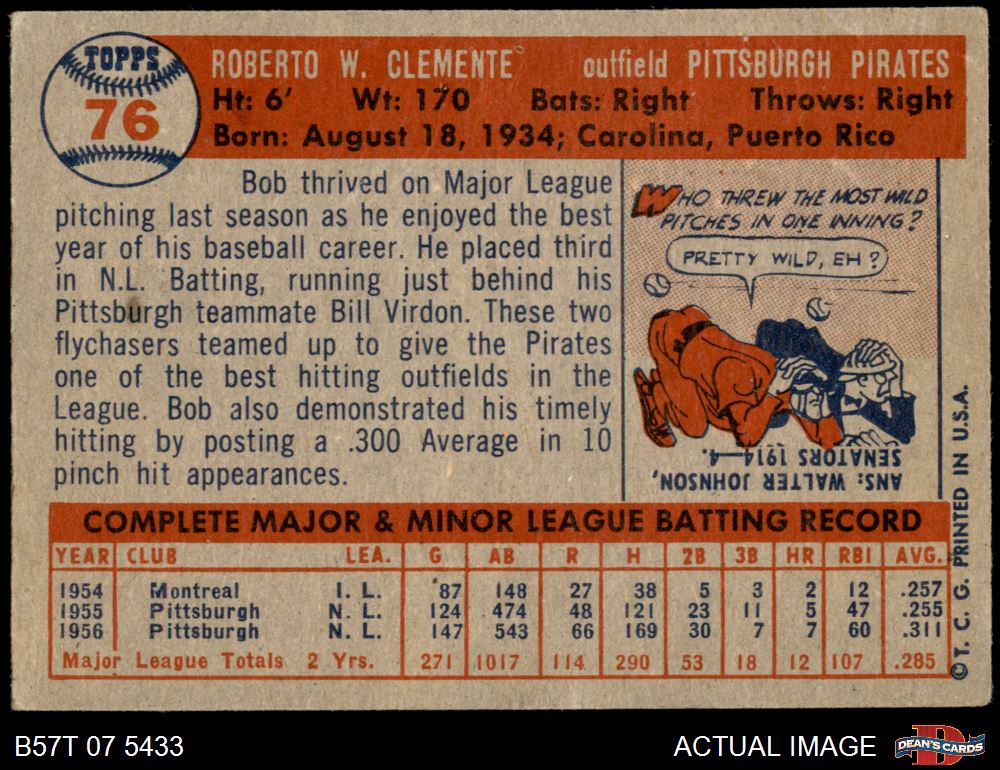 TOPPS
76
ROBERTO W. CLEMENTE outfield PITTSBURGH PIRATES
Ht: 6' Wt: 170 Bats: Right Throws: Right
Born: August 18, 1934; Carolina, Puerto Rico
Bob thrived on Major League
pitching last season as he enjoyed the best
year of his baseball career. He placed third
in N.L. Batting, running just behind his
Pittsburgh teammate Bill Virdon. These two
flychasers teamed up to give the Pirates
one of the best hitting outfields in the
League. Bob also demonstrated his timely
hitting by posting a .300 Average in 10
pinch hit appearances.
WHO THREW THE MOST WILD
PITCHES IN ONE INNING?
PRETTY WILD, EH?
ANS: WALTER JOHNSON,
SENATORS 1914—4.
COMPLETE MAJOR & MINOR LEAGUE BATTING RECORD
YEAR CLUB LEA. G AB R H 2B 3B HR RBI AVG.
1954 Montreal I. L. 87 148 27 38 5 3 2 12 .257
1955 Pittsburgh N. L. 124 474 48 121 23 11 5 47 .255
1956 Pittsburgh N. L. 147 543 66 169 30 7 7 60 .311
Major League Totals 2 Yrs. 271 1017 114 290 53 18 12 107 .285
© T. C. G. PRINTED IN U.S.A.
B57T 07 5433
ACTUAL IMAGE
D
DEAN'S CARDS